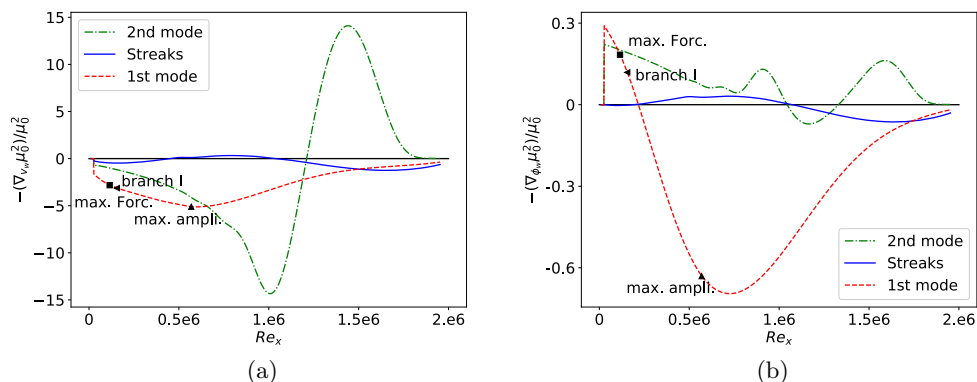 15
10
5
0
−5
−10
−15
−(∇_{ν_w}μ_0^2)/μ_0^2
2nd mode
Streaks
1st mode
branch I
max. Forc.
max. ampli.
0
0.5e6
1.e6
1.5e6
2.e6
Re_x
(a)
0.3
0
-0.3
-0.6
−(∇_{ϕ_w}μ_0^2)/μ_0^2
max. Forc.
branch I
max. ampli.
2nd mode
Streaks
1st mode
0
0.5e6
1.e6
1.5e6
2.e6
Re_x
(b)